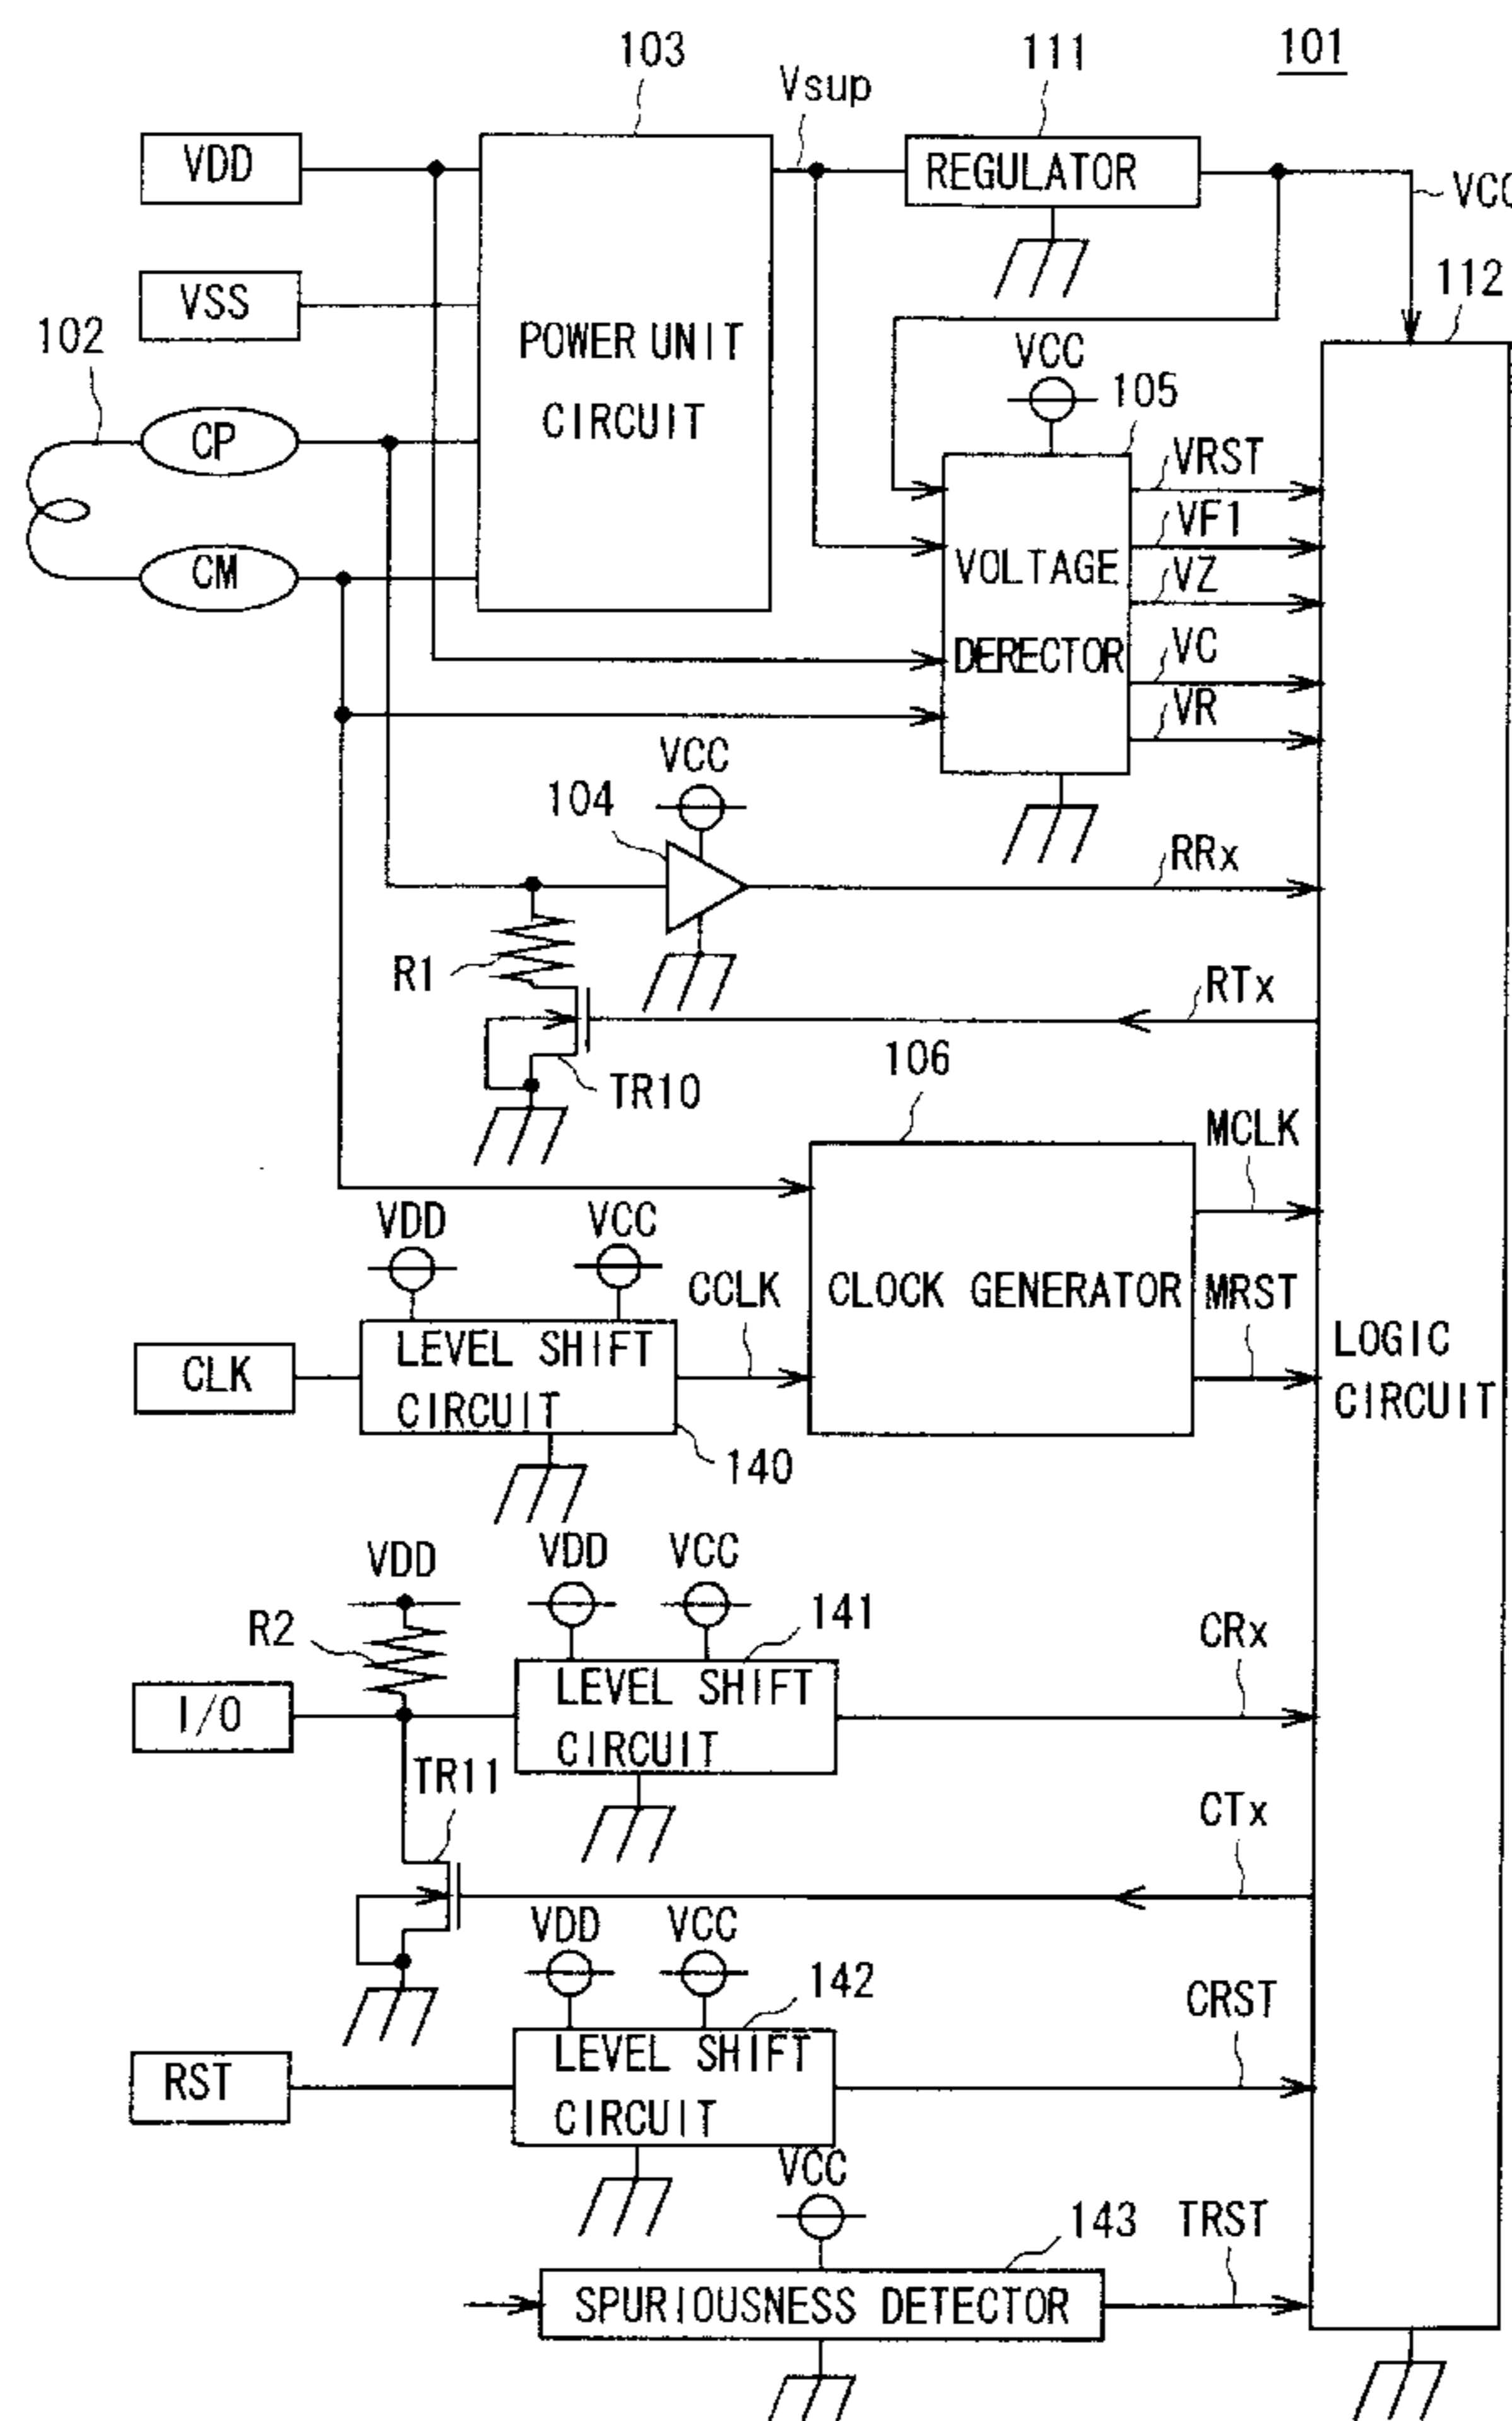 103
Vsup
111
101
VDD
REGULATOR
VCC
VSS
112
102
POWER UNIT
CIRCUIT
VCC
105
CP
VRST
VF1
CM
VOLTAGE
VZ
DERECTOR
VC
VR
VCC
104
RRx
R1
RTx
TR10
106
MCLK
VDD
VCC
CCLK
CLOCK GENERATOR
MRST
LOGIC
CIRCUIT
CLK
LEVEL SHIFT
CIRCUIT
140
VDD
VDD
VCC
141
R2
CRx
I/O
LEVEL SHIFT
CIRCUIT
TR11
CTx
VDD
VCC
142
CRST
RST
LEVEL SHIFT
CIRCUIT
VCC
143
TRST
SPURIOUSNESS DETECTOR